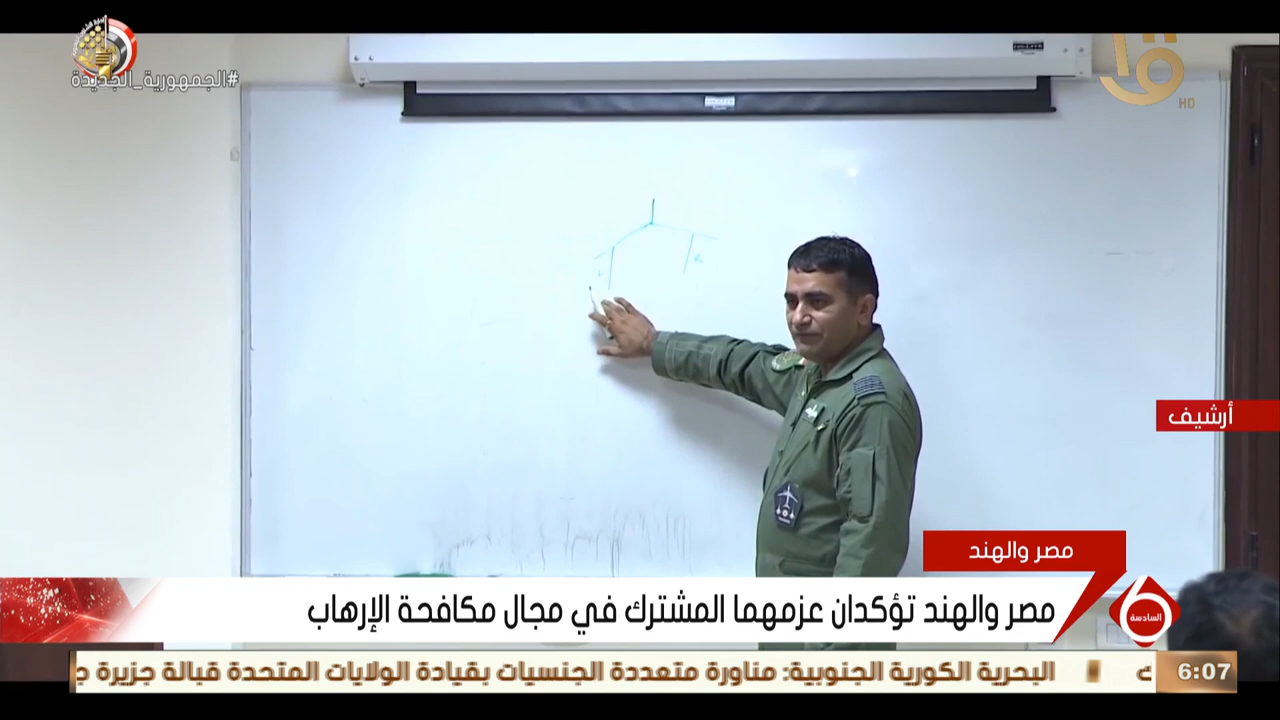 #الجمهورية_الجديدة
HD
أرشيف
مصر والهند
مصر والهند تؤكدان عزمهما المشترك في مجال مكافحة الإرهاب
السادسة
البحرية الكورية الجنوبية: مناورة متعددة الجنسيات بقيادة الولايات المتحدة قبالة جزيرة ج
6:07